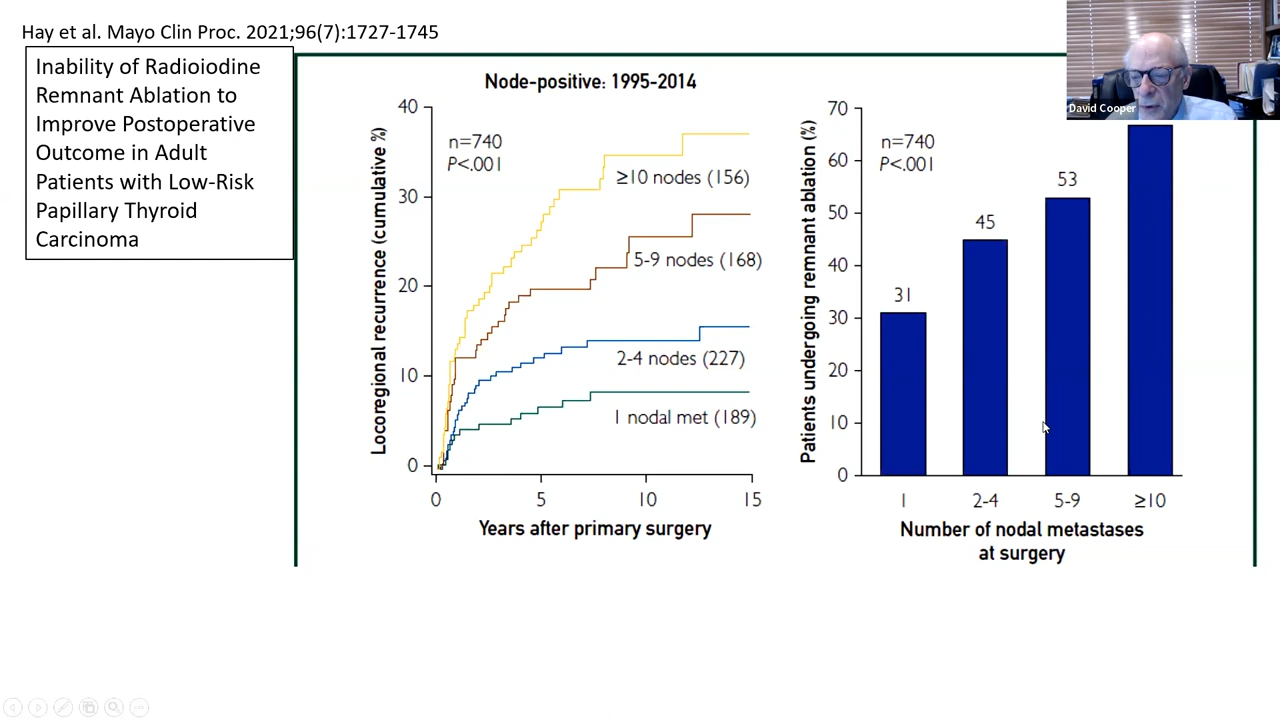 Hay et al. Mayo Clin Proc. 2021;96(7):1727-1745
Inability of Radioiodine
Remnant Ablation to
Improve Postoperative
Outcome in Adult
Patients with Low-Risk
Papillary Thyroid
Carcinoma
Node-positive: 1995-2014
Locoregional recurrence (cumulative %)
40
30
20
10
0
n=740
P<.001
≥10 nodes (156)
5-9 nodes (168)
2-4 nodes (227)
1 nodal met (189)
0 5 10 15
Years after primary surgery
Patients undergoing remnant ablation (%)
70
60
50
40
30
20
10
0
n=740
P<.001
31
45
53
1 2-4 5-9 ≥10
Number of nodal metastases
at surgery
David Cooper